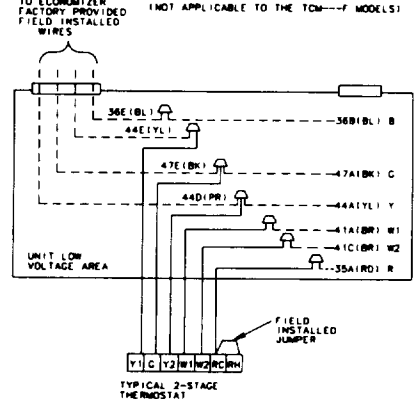 TO ECONOMIZER
FACTORY PROVIDED
FIELD INSTALLED
WIRES
(NOT APPLICABLE TO THE TCM---F MODELS)
36E(BL)
36B(BL) B
44E(YL)
47E(BK)
47A(BK) G
44D(PR)
44A(YL) Y
41A(BR) W1
41C(BR) W2
35A(RD) R
UNIT LOW
VOLTAGE AREA
FIELD
INSTALLED
JUMPER
Y1 G Y2 W1 W2 RC RH
TYPICAL 2-STAGE
THERMOSTAT